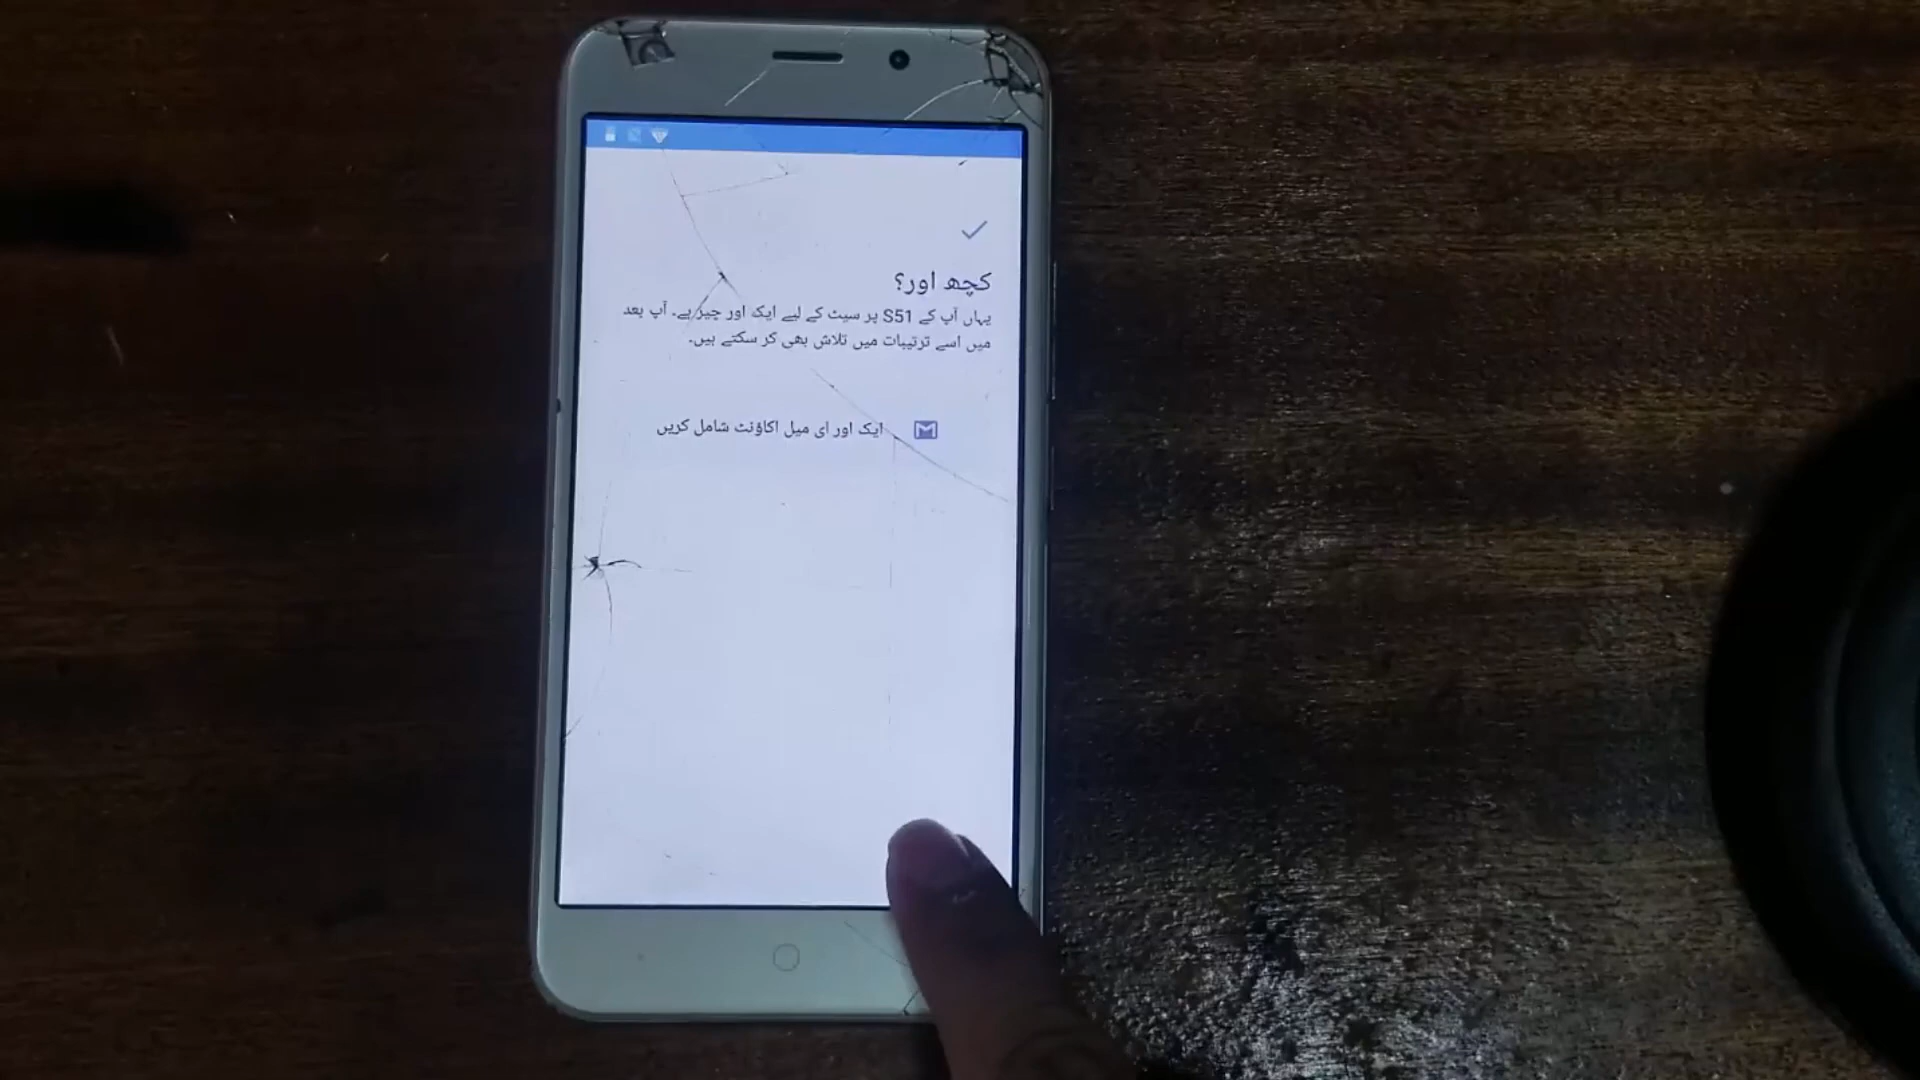 کچھ اور؟
یہاں آپ کے S51 پر سیٹ کے لیے ایک اور چیز ہے۔ آپ بعد
میں اسے ترتیبات میں تلاش بھی کر سکتے ہیں۔
ایک اور ای میل اکاؤنٹ شامل کریں